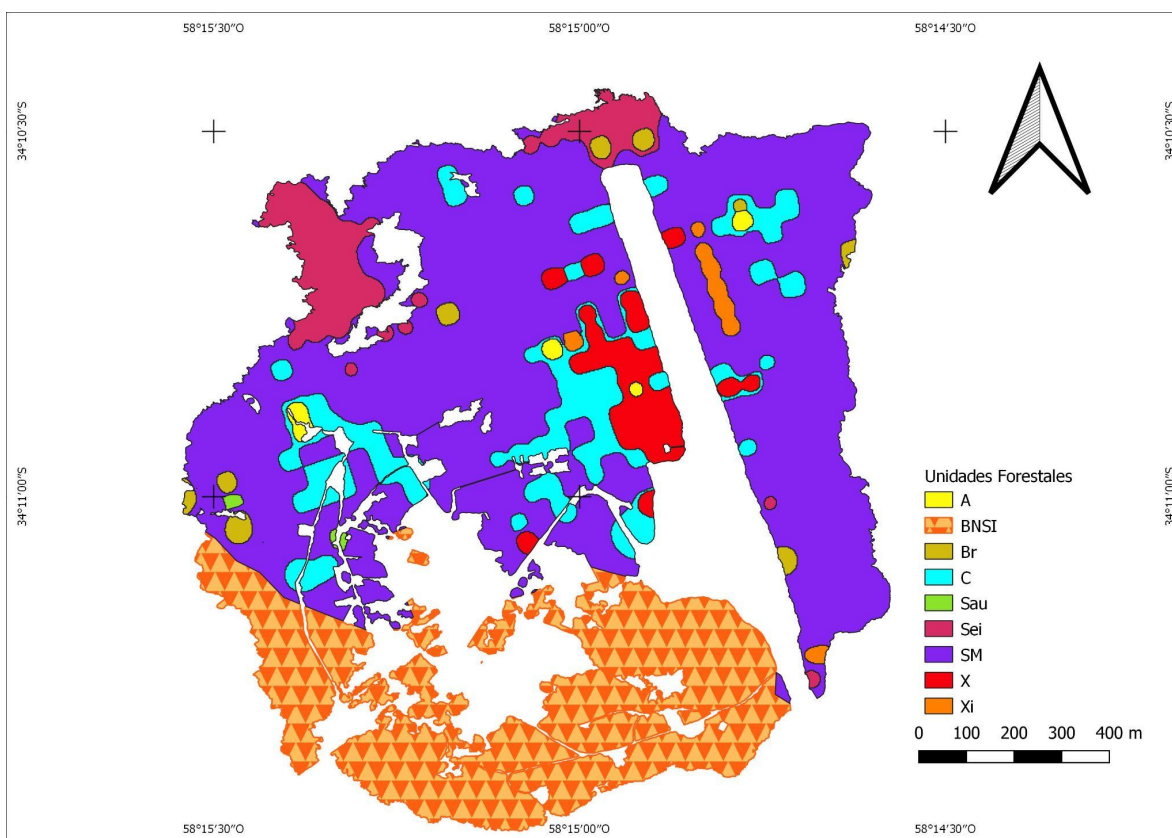 58°15'30"O 58°15'00"O 58°14'30"O
34°10'30"S 34°10'30"S
34°11'00"S 34°11'00"S
Unidades Forestales
A
BNSI
Br
C
Sau
Sei
SM
X
Xi
0 100 200 300 400 m
58°15'30"O 58°15'00"O 58°14'30"O